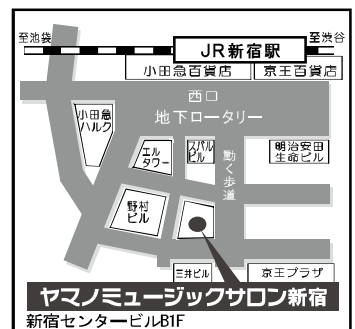 至池袋
JR新宿駅
至渋谷
小田急百貨店
京王百貨店
西口
地下ロータリー
小田急
ハルク
エル
タワー
スバル
ビル
動く歩道
明治安田
生命ビル
野村
ビル
三井ビル
京王プラザ
ヤマノミュージックサロン新宿
新宿センタービルB1F